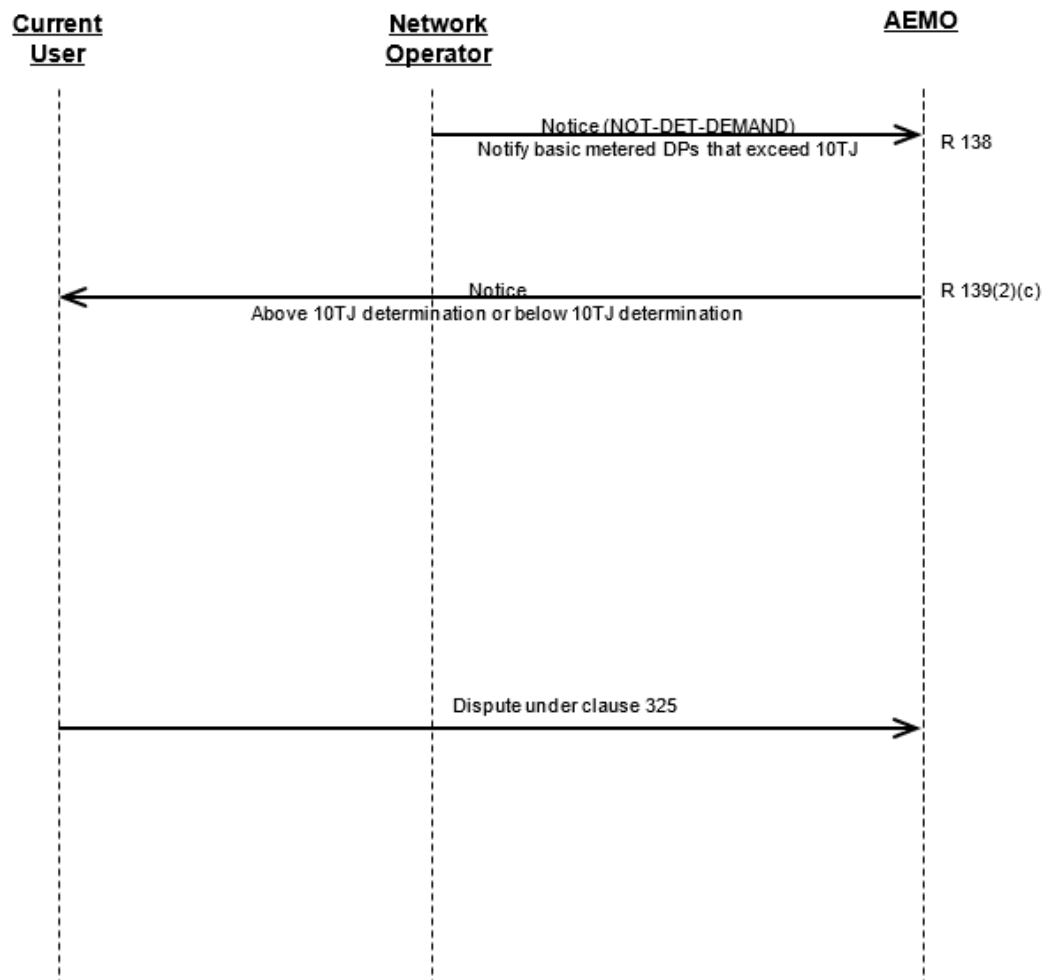 Current
User
Network
Operator
AEMO
Notice (NOT-DET-DEMAND)
Notify basic metered DPs that exceed 10TJ
R 138
Notice
Above 10TJ determination or below 10TJ determination
R 139(2)(c)
Dispute under clause 325